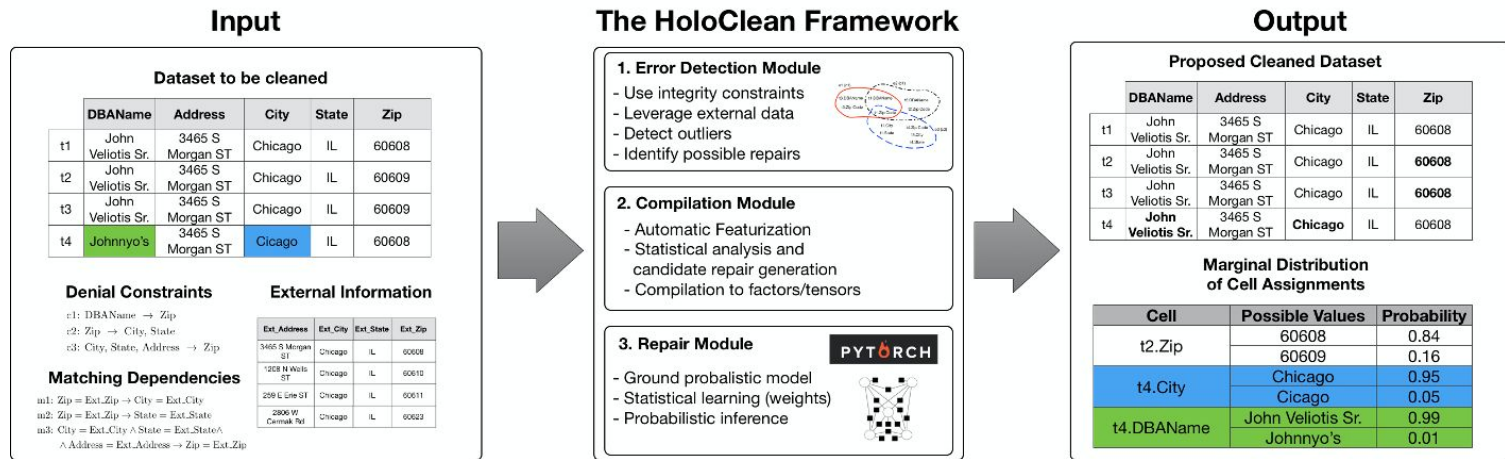 Input
Dataset to be cleaned
DBAName Address City State Zip
t1 John Veliotis Sr. 3465 S Morgan ST Chicago IL 60608
t2 John Veliotis Sr. 3465 S Morgan ST Chicago IL 60609
t3 John Veliotis Sr. 3465 S Morgan ST Chicago IL 60609
t4 Johnnyo's 3465 S Morgan ST Cicago IL 60608
Denial Constraints
c1: DBAName → Zip
c2: Zip → City, State
c3: City, State, Address → Zip
Matching Dependencies
m1: Zip = Ext_Zip → City = Ext_City
m2: Zip = Ext_Zip → State = Ext_State
m3: City = Ext_City ∧ State = Ext_State∧
∧ Address = Ext_Address → Zip = Ext_Zip
External Information
Ext_Address Ext_City Ext_State Ext_Zip
3465 S Morgan ST Chicago IL 60608
1208 N Wells ST Chicago IL 60610
259 E Erie ST Chicago IL 60611
2806 W Cermak Rd Chicago IL 60623
The HoloClean Framework
1. Error Detection Module
- Use integrity constraints
- Leverage external data
- Detect outliers
- Identify possible repairs
2. Compilation Module
- Automatic Featurization
- Statistical analysis and
candidate repair generation
- Compilation to factors/tensors
3. Repair Module
PYTORCH
- Ground probalistic model
- Statistical learning (weights)
- Probabilistic inference
Output
Proposed Cleaned Dataset
DBAName Address City State Zip
t1 John Veliotis Sr. 3465 S Morgan ST Chicago IL 60608
t2 John Veliotis Sr. 3465 S Morgan ST Chicago IL 60608
t3 John Veliotis Sr. 3465 S Morgan ST Chicago IL 60608
t4 John Veliotis Sr. 3465 S Morgan ST Chicago IL 60608
Marginal Distribution
of Cell Assignments
Cell Possible Values Probability
t2.Zip 60608 0.84
60609 0.16
t4.City Chicago 0.95
Cicago 0.05
t4.DBAName John Veliotis Sr. 0.99
Johnnyo's 0.01